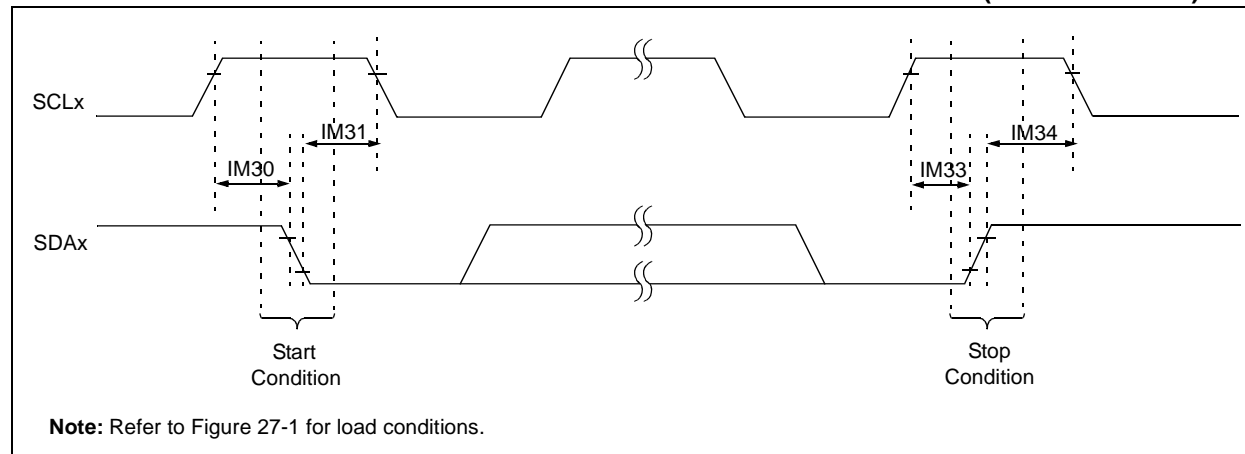 SCLx
IM31
IM34
IM30
IM33
SDAx
Start
Condition
Stop
Condition
Note: Refer to Figure 27-1 for load conditions.